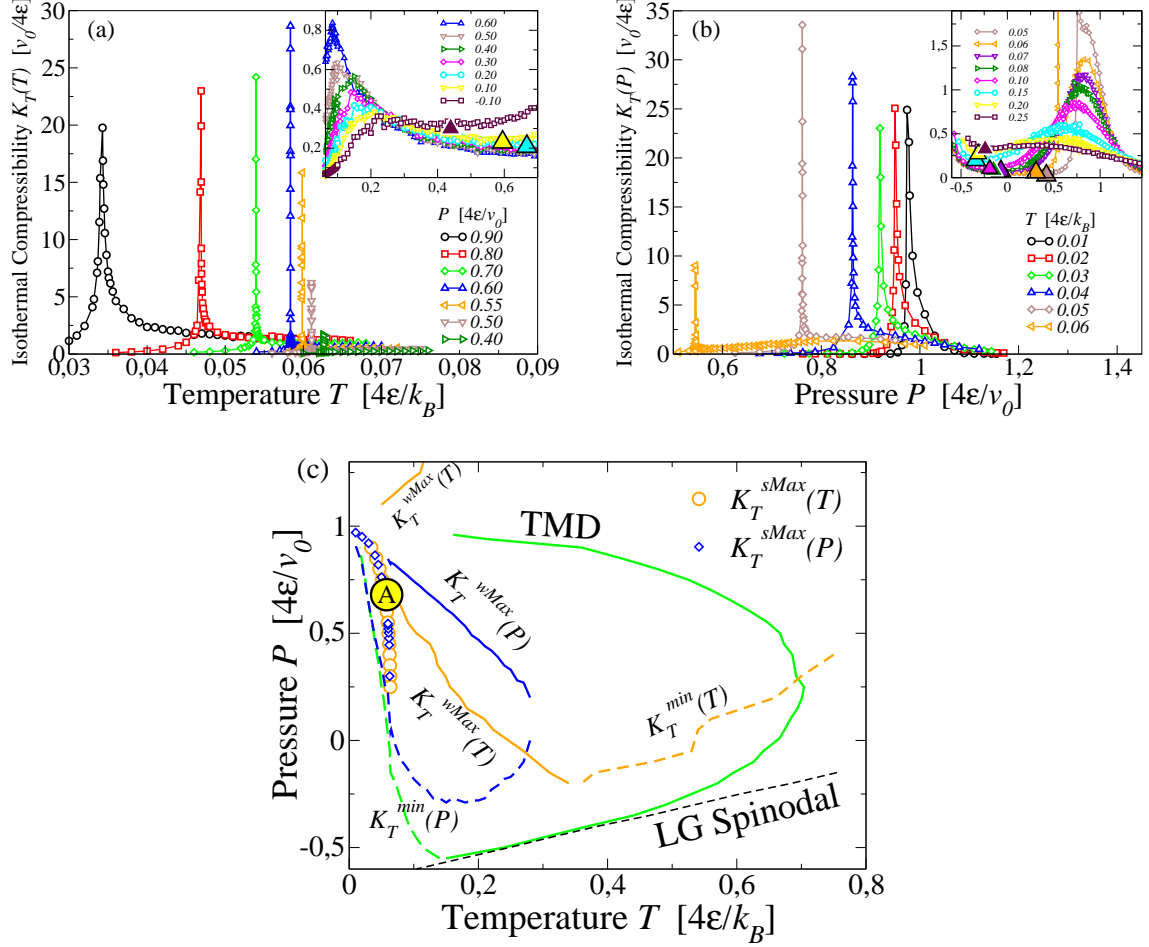 (a)
Isothermal Compressibility K_T(T) [v_0/4ε]
30
25
20
15
10
5
0
0,03 0,04 0,05 0,06 0,07 0,08 0,09
Temperature T [4ε/k_B]
0,8
0,6
0,4
0,2
0
0,2 0,4 0,6
0.60
0.50
0.40
0.30
0.20
0.10
-0.10
P [4ε/v_0]
0.90
0.80
0.70
0.60
0.55
0.50
0.40
(b)
Isothermal Compressibility K_T(P) [v_0/4ε]
35
30
25
20
15
10
5
0
0,6 0,8 1 1,2 1,4
Pressure P [4ε/v_0]
1,5
1
0,5
0
-0,5 0 0,5 1
0.05
0.06
0.07
0.08
0.10
0.15
0.20
0.25
T [4ε/k_B]
0.01
0.02
0.03
0.04
0.05
0.06
(c)
Pressure P [4ε/v_0]
1
0,5
0
-0,5
0 0,2 0,4 0,6 0,8
Temperature T [4ε/k_B]
K_T^{wMax}(T)
TMD
K_T^{sMax}(T)
K_T^{sMax}(P)
A
K_T^{wMax}(P)
K_T^{wMax}(T)
K_T^{min}(T)
K_T^{min}(P)
LG Spinodal